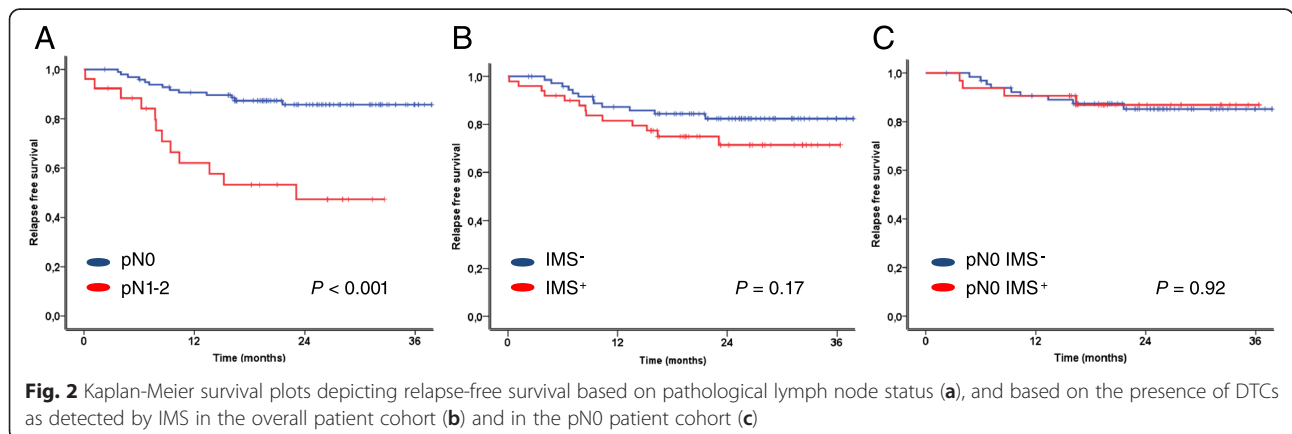 A
B
C
Relapse free survival
1,0
0,8
0,6
0,4
0,2
0,0
pN0
pN1-2
P < 0.001
0
12
24
36
Time (months)
Relapse free survival
1,0
0,8
0,6
0,4
0,2
0,0
IMS-
IMS+
P = 0.17
0
12
24
36
Time (months)
Relapse free survival
1,0
0,8
0,6
0,4
0,2
0,0
pN0 IMS-
pN0 IMS+
P = 0.92
0
12
24
36
Time (months)
Fig. 2 Kaplan-Meier survival plots depicting relapse-free survival based on pathological lymph node status (a), and based on the presence of DTCs
as detected by IMS in the overall patient cohort (b) and in the pN0 patient cohort (c)